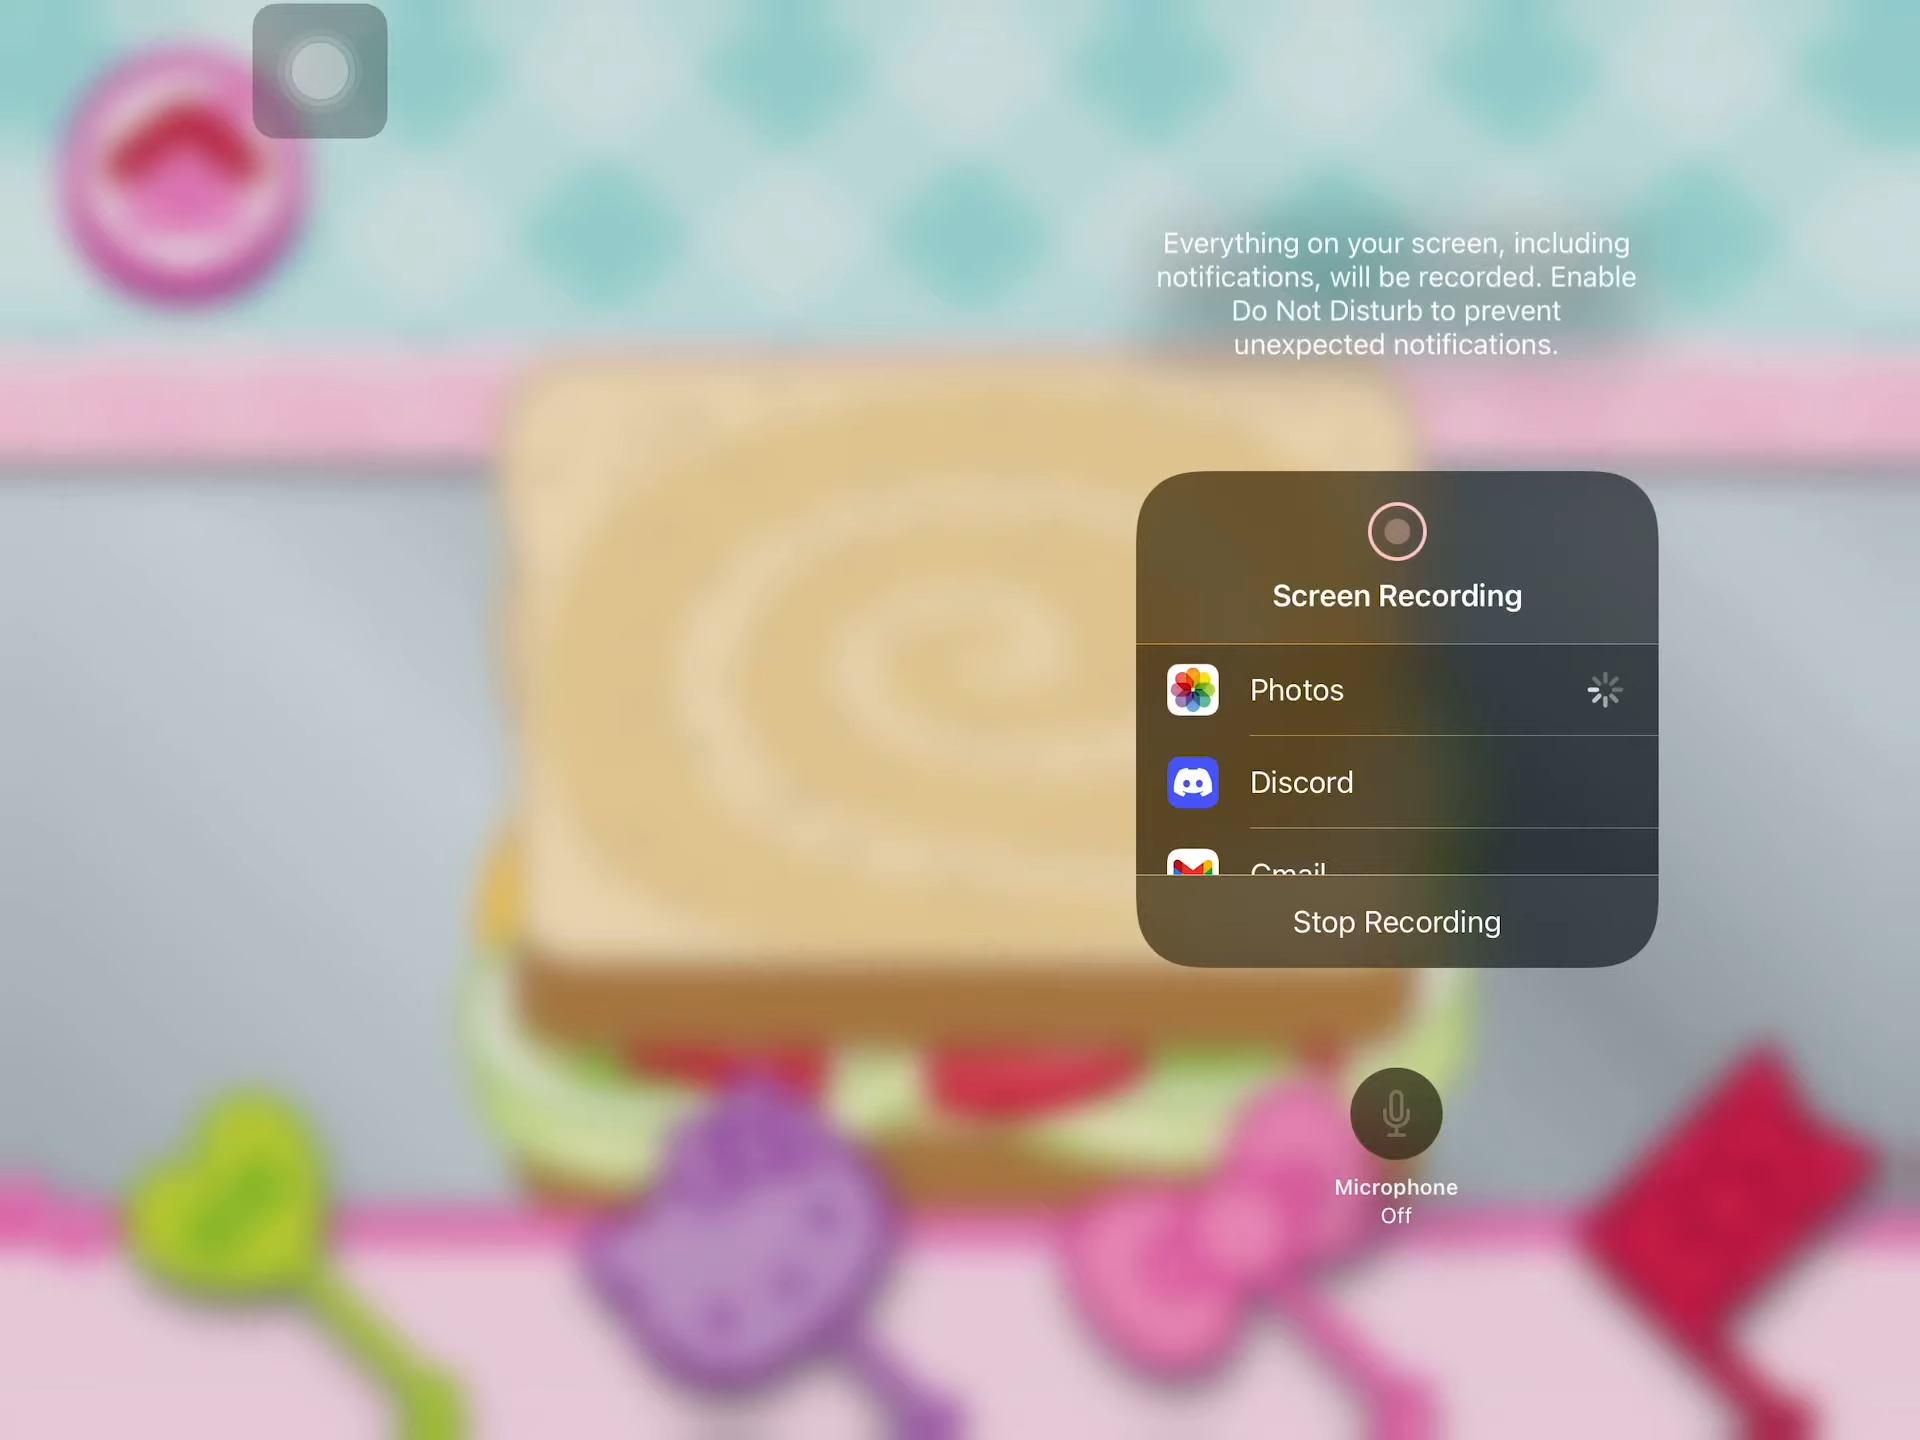 Everything on your screen, including
notifications, will be recorded. Enable
Do Not Disturb to prevent
unexpected notifications.
Screen Recording
Photos
Discord
Gmail
Stop Recording
Microphone
Off